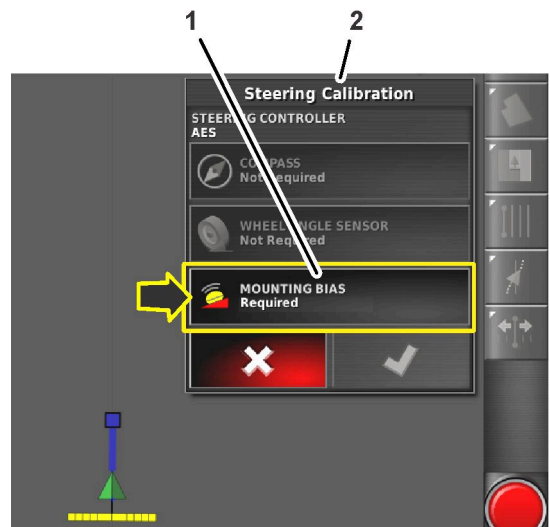 1
2
Steering Calibration
STEERING CONTROLLER
AES
COMPASS
Not Required
WHEEL ANGLE SENSOR
Not Required
MOUNTING BIAS
Required